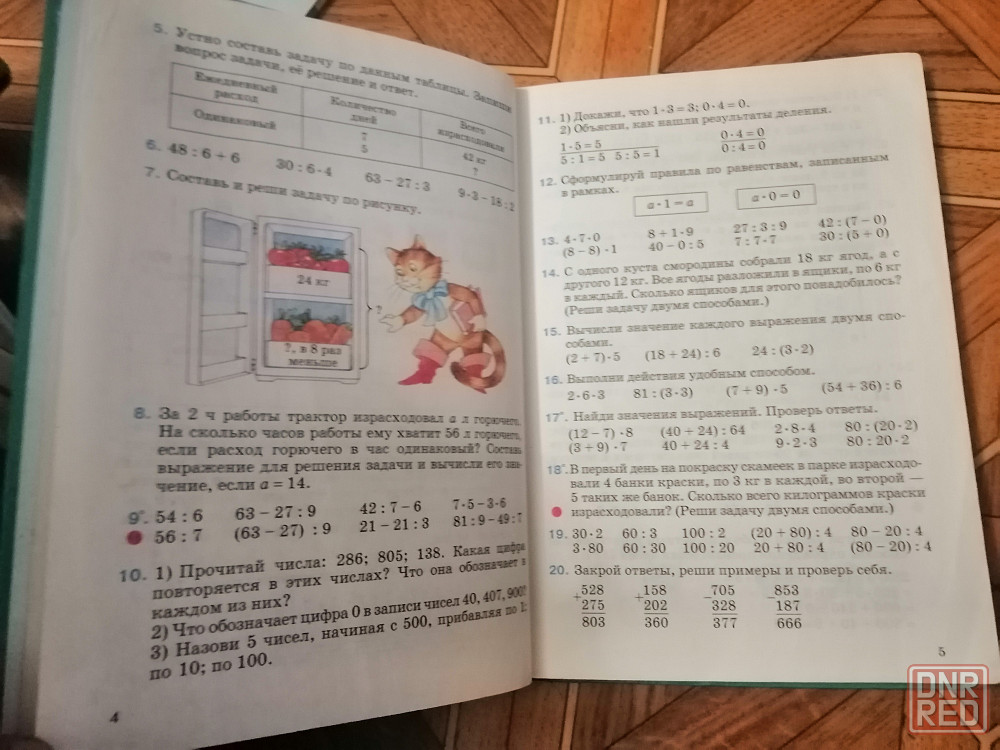 5. Устно составь задачу по данным таблицы. Запиши
вопрос задачи, её решение и ответ.
Ежедневный расход
Количество дней
Всего израсходовали
Одинаковый
7
42 кг
5
?
6. 48 : 6 + 6 30 : 6 · 4 63 – 27 : 3 9 · 3 – 18 : 2
7. Составь и реши задачу по рисунку.
24 кг
?
?, в 8 раз
меньше
8. За 2 ч работы трактор израсходовал a л горючего.
На сколько часов работы ему хватит 56 л горючего,
если расход горючего в час одинаковый? Составь
выражение для решения задачи и вычисли его зна-
чение, если a = 14.
9°. 54 : 6 63 – 27 : 9 42 : 7 – 6 7 · 5 – 3 · 6
56 : 7 (63 – 27) : 9 21 – 21 : 3 81 : 9 – 49 : 7
10. 1) Прочитай числа: 286; 805; 138. Какая цифра
повторяется в этих числах? Что она обозначает в
каждом из них?
2) Что обозначает цифра 0 в записи чисел 40, 407, 900?
3) Назови 5 чисел, начиная с 500, прибавляя по 1;
по 10; по 100.
4
11. 1) Докажи, что 1 · 3 = 3; 0 · 4 = 0.
2) Объясни, как нашли результаты деления.
1 · 5 = 5 0 · 4 = 0
5 : 1 = 5 5 : 5 = 1 0 : 4 = 0
12. Сформулируй правила по равенствам, записанным
в рамках.
a · 1 = a a · 0 = 0
13. 4 · 7 · 0 8 + 1 · 9 27 : 3 : 9 42 : (7 – 0)
(8 – 8) · 1 40 – 0 : 5 7 : 7 · 7 30 : (5 + 0)
14. С одного куста смородины собрали 18 кг ягод, а с
другого 12 кг. Все ягоды разложили в ящики, по 6 кг
в каждый. Сколько ящиков для этого понадобилось?
(Реши задачу двумя способами.)
15. Вычисли значение каждого выражения двумя спо-
собами.
(2 + 7) · 5 (18 + 24) : 6 24 : (3 · 2)
16. Выполни действия удобным способом.
2 · 6 · 3 81 : (3 · 3) (7 + 9) · 5 (54 + 36) : 6
17°. Найди значения выражений. Проверь ответы.
(12 – 7) · 8 (40 + 24) : 64 2 · 8 · 4 80 : (20 · 2)
(3 + 9) · 7 40 + 24 : 4 9 · 2 · 3 80 : 20 · 2
18°. В первый день на покраску скамеек в парке израсходо-
вали 4 банки краски, по 3 кг в каждой, во второй —
5 таких же банок. Сколько всего килограммов краски
израсходовали? (Реши задачу двумя способами.)
19. 30 · 2 60 : 3 100 : 2 (20 + 80) : 4 80 – 20 : 4
3 · 80 60 : 30 100 : 20 20 + 80 : 4 (80 – 20) : 4
20. Закрой ответы, реши примеры и проверь себя.
+528 +158 –705 –853
275 202 328 187
803 360 377 666
5
DNR
RED